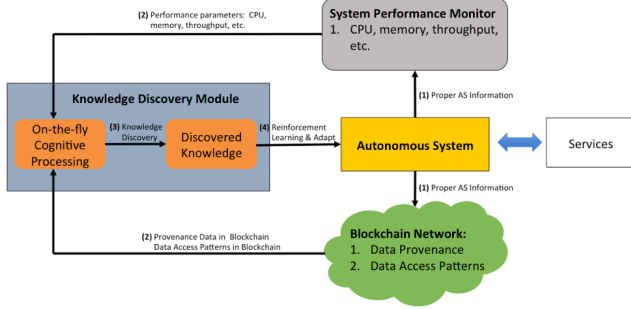 (2) Performance parameters: CPU,
memory, throughput, etc.
System Performance Monitor
1. CPU, memory, throughput,
etc.
(1) Proper AS Information
Knowledge Discovery Module
On-the-fly
Cognitive
Processing
(3) Knowledge
Discovery
Discovered
Knowledge
(4) Reinforcement
Learning & Adapt
Autonomous System
Services
(1) Proper AS Information
(2) Provenance Data in Blockchain
Data Access Patterns in Blockchain
Blockchain Network:
1. Data Provenance
2. Data Access Patterns